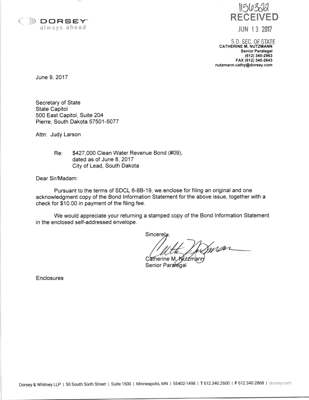 1156322
DORSEY
always ahead
RECEIVED
JUN 13 2017
S.D. SEC. OF STATE
CATHERINE M. NUTZMANN
Senior Paralegal
(612) 340-2863
FAX (612) 340-2643
nutzmann.cathy@dorsey.com
June 9, 2017
Secretary of State
State Capitol
500 East Capitol, Suite 204
Pierre, South Dakota 57501-5077
Attn: Judy Larson
Re: $427,000 Clean Water Revenue Bond (#09),
dated as of June 8, 2017
City of Lead, South Dakota
Dear Sir/Madam:
Pursuant to the terms of SDCL 6-8B-19, we enclose for filing an original and one
acknowledgment copy of the Bond Information Statement for the above issue, together with a
check for $10.00 in payment of the filing fee.
We would appreciate your returning a stamped copy of the Bond Information Statement
in the enclosed self-addressed envelope.
Sincerely,
Catherine M. Nutzmann
Senior Paralegal
Enclosures
Dorsey & Whitney LLP | 50 South Sixth Street | Suite 1500 | Minneapolis, MN | 55402-1498 | T 612.340.2600 | F 612.340.2868 | dorsey.com